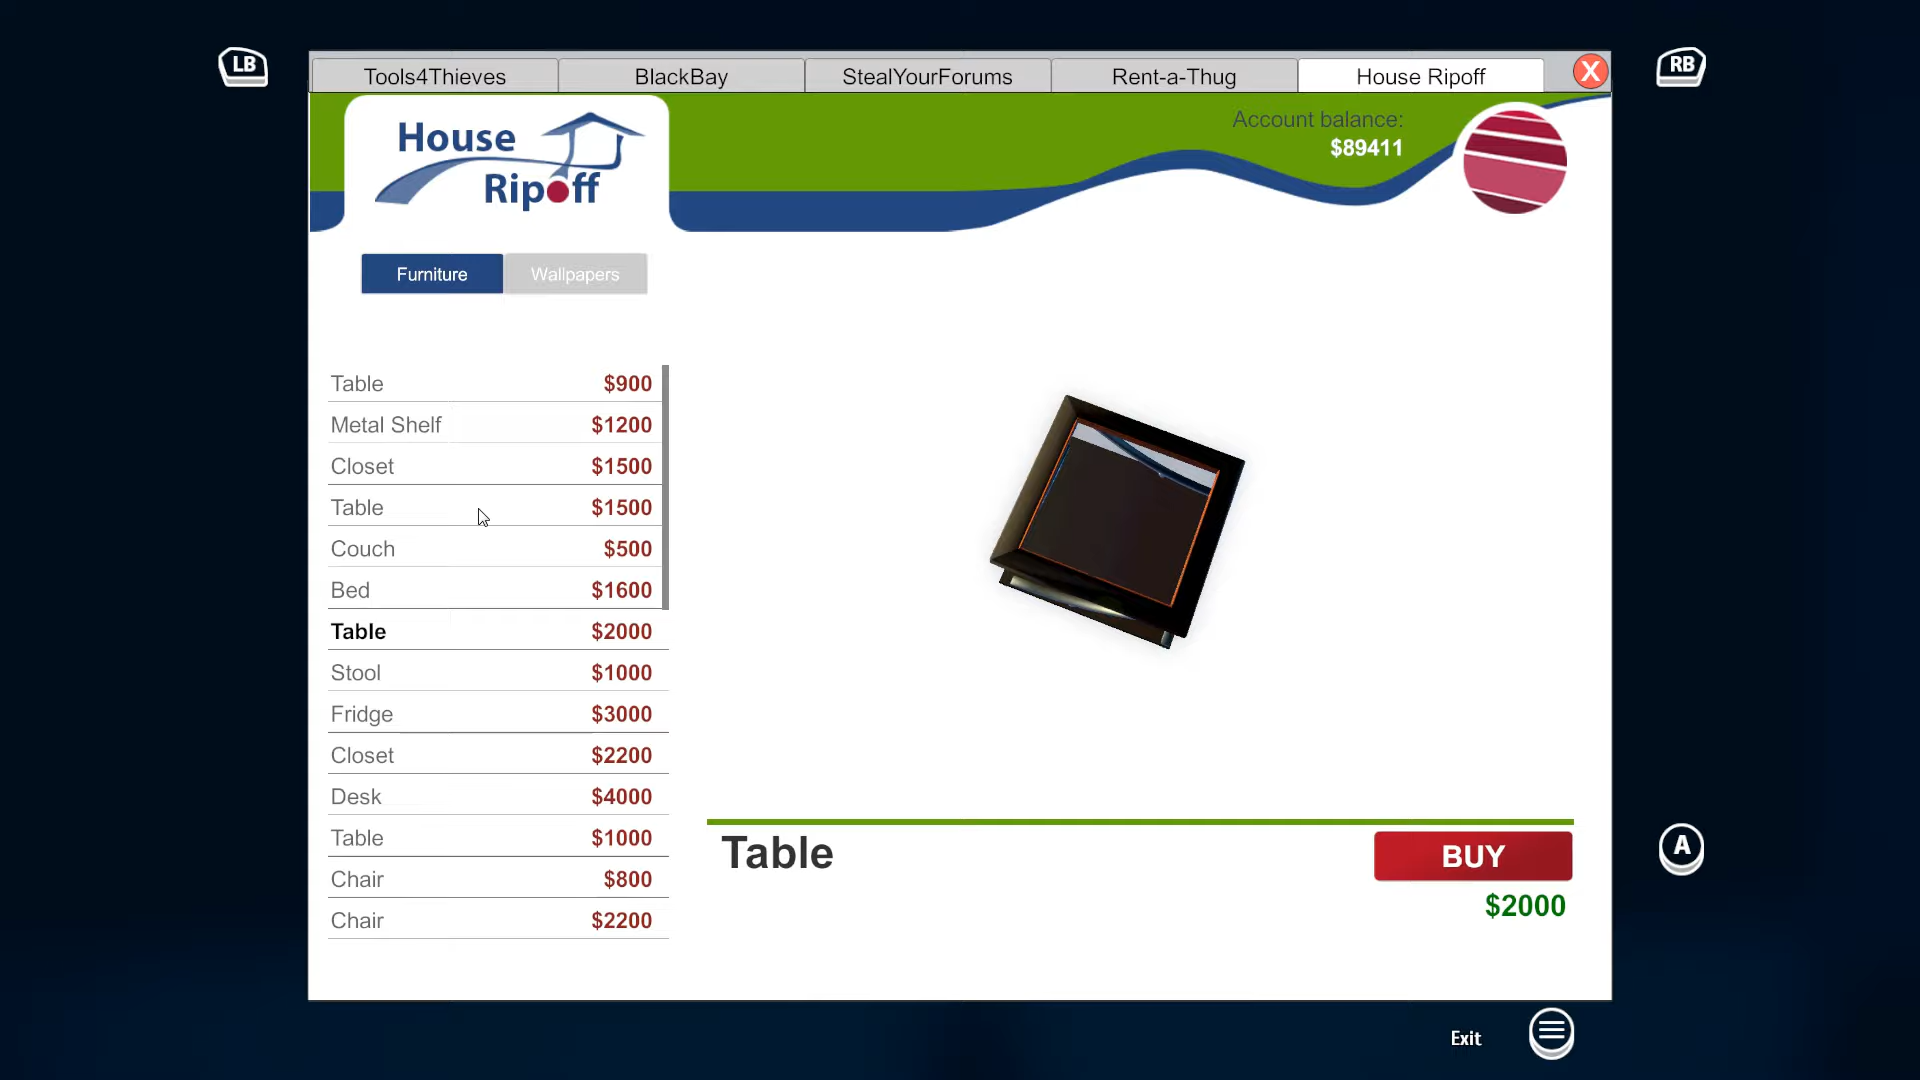 LB
RB
Tools4Thieves
BlackBay
StealYourForums
Rent-a-Thug
House Ripoff
X
House
Ripoff
Account balance:
$89411
Furniture
Wallpapers
Table $900
Metal Shelf $1200
Closet $1500
Table $1500
Couch $500
Bed $1600
Table $2000
Stool $1000
Fridge $3000
Closet $2200
Desk $4000
Table $1000
Chair $800
Chair $2200
Table
BUY
$2000
A
Exit